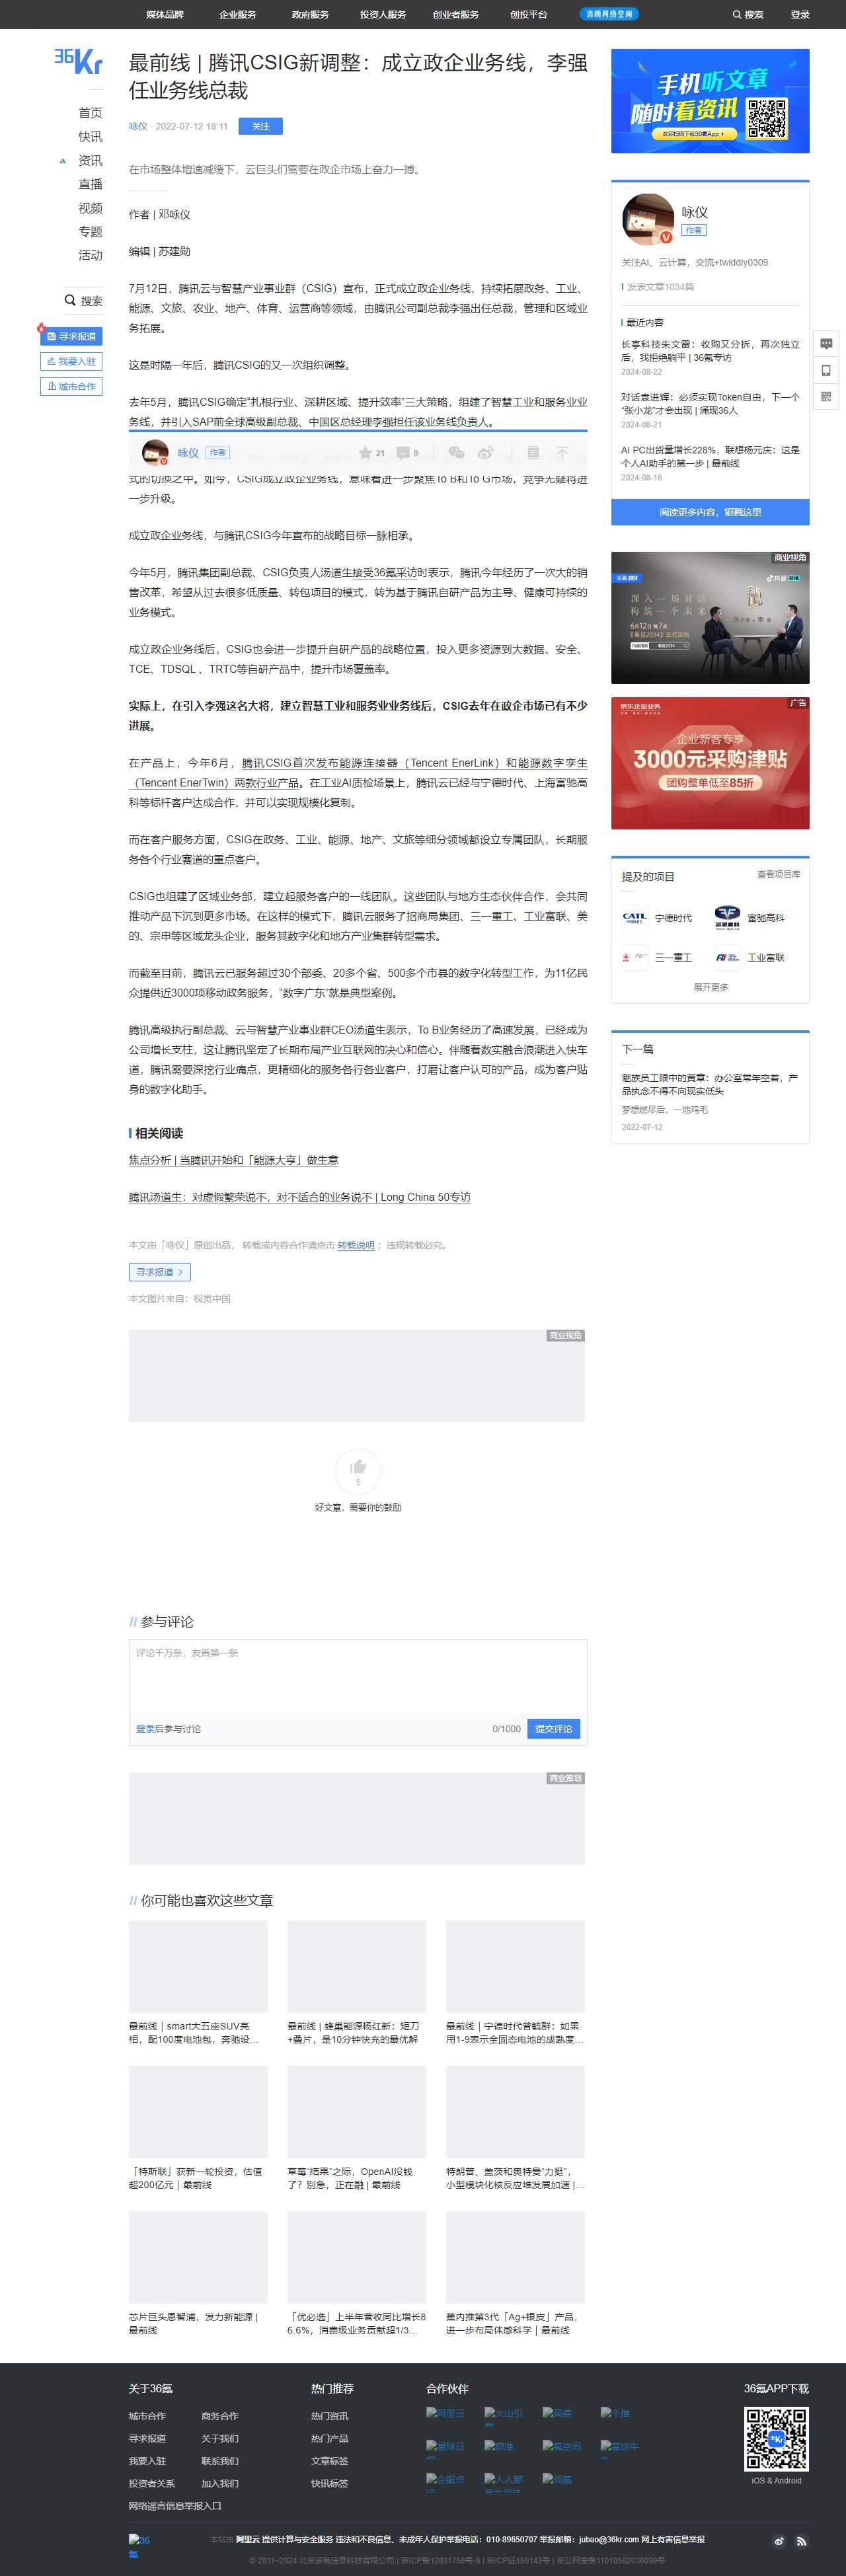 媒体品牌 企业服务 政府服务 投资人服务 创业者服务 创投平台 清朗网络空间 搜索 登录
36Kr
首页
快讯
资讯
直播
视频
专题
活动
搜索
寻求报道
我要入驻
城市合作
最前线 | 腾讯CSIG新调整：成立政企业务线，李强
任业务线总裁
咏仪 · 2022-07-12 18:11 关注
在市场整体增速减缓下，云巨头们需要在政企市场上奋力一搏。
作者 | 邓咏仪
编辑 | 苏建勋
7月12日，腾讯云与智慧产业事业群（CSIG）宣布，正式成立政企业务线，持续拓展政务、工业、
能源、文旅、农业、地产、体育、运营商等领域，由腾讯公司副总裁李强出任总裁，管理和区域业
务拓展。
这是时隔一年后，腾讯CSIG的又一次组织调整。
去年5月，腾讯CSIG确定“扎根行业、深耕区域、提升效率”三大策略，组建了智慧工业和服务业业
务线，并引入SAP前全球高级副总裁、中国区总经理李强担任该业务线负责人。
咏仪 作者 21 0
式的切换之中。如今，CSIG成立政企业务线，意味着进一步聚焦To B和To G市场，竞争无疑将进
一步升级。
成立政企业务线，与腾讯CSIG今年宣布的战略目标一脉相承。
今年5月，腾讯集团副总裁、CSIG负责人汤道生接受36氪采访时表示，腾讯今年经历了一次大的销
售改革，希望从过去很多低质量、转包项目的模式，转为基于腾讯自研产品为主导、健康可持续的
业务模式。
成立政企业务线后，CSIG也会进一步提升自研产品的战略位置，投入更多资源到大数据、安全、
TCE、TDSQL 、TRTC等自研产品中，提升市场覆盖率。
实际上，在引入李强这名大将，建立智慧工业和服务业业务线后，CSIG去年在政企市场已有不少
进展。
在产品上，今年6月，腾讯CSIG首次发布能源连接器（Tencent EnerLink）和能源数字孪生
（Tencent EnerTwin）两款行业产品。在工业AI质检场景上，腾讯云已经与宁德时代、上海富驰高
科等标杆客户达成合作，并可以实现规模化复制。
而在客户服务方面，CSIG在政务、工业、能源、地产、文旅等细分领域都设立专属团队，长期服
务各个行业赛道的重点客户。
CSIG也组建了区域业务部，建立起服务客户的一线团队。这些团队与地方生态伙伴合作，会共同
推动产品下沉到更多市场。在这样的模式下，腾讯云服务了招商局集团、三一重工、工业富联、美
的、宗申等区域龙头企业，服务其数字化和地方产业集群转型需求。
而截至目前，腾讯云已服务超过30个部委、20多个省、500多个市县的数字化转型工作，为11亿民
众提供近3000项移动政务服务，“数字广东”就是典型案例。
腾讯高级执行副总裁、云与智慧产业事业群CEO汤道生表示，To B业务经历了高速发展，已经成为
公司增长支柱，这让腾讯坚定了长期布局产业互联网的决心和信心。伴随着数实融合浪潮进入快车
道，腾讯需要深挖行业痛点，更精细化的服务各行各业客户，打磨让客户认可的产品，成为客户贴
身的数字化助手。
相关阅读
焦点分析 | 当腾讯开始和「能源大亨」做生意
腾讯汤道生：对虚假繁荣说不，对不适合的业务说不 | Long China 50专访
本文由「咏仪」原创出品， 转载或内容合作请点击 转载说明 ；违规转载必究。
寻求报道
本文图片来自：视觉中国
商业视角
5
好文章，需要你的鼓励
参与评论
评论千万条，友善第一条
登录后参与讨论 0/1000 提交评论
商业策划
你可能也喜欢这些文章
最前线｜smart大五座SUV亮
相，配100度电池包，奔驰设…
最前线 | 蜂巢能源杨红新：短刀
+叠片，是10分钟快充的最优解
最前线｜宁德时代曾毓群：如果
用1-9表示全固态电池的成熟度…
「特斯联」获新一轮投资，估值
超200亿元｜最前线
草莓“结果”之际，OpenAI没钱
了？别急，正在融 | 最前线
特朗普、盖茨和奥特曼“力挺”，
小型模块化核反应堆发展加速 |…
芯片巨头恩智浦，发力新能源 |
最前线
「优必选」上半年营收同比增长8
6.6%，消费级业务贡献超1/3…
蕉内推第3代「Ag+银皮」产品，
进一步布局体感科学 | 最前线
手机听文章
随时看资讯
欢迎扫码下载36氪App
咏仪
作者
关注AI、云计算，交流+twiddly0309
发表文章1034篇
最近内容
长亭科技朱文雷：收购又分拆，再次独立
后，我拒绝躺平 | 36氪专访
2024-08-22
对话袁进辉：必须实现Token自由，下一个
“张小龙”才会出现 | 涌现36人
2024-08-21
AI PC出货量增长228%，联想杨元庆：这是
个人AI助手的第一步 | 最前线
2024-08-16
阅读更多内容，狠戳这里
商业视角
深入一场对话
构筑一个未来
6月12日 晚7点
《看见2034》正式定档
广告
京东企业业务
企业新客专享
3000元采购津贴
团购整单低至85折
提及的项目 查看项目库
CATL 宁德时代
富驰高科
三一重工
工业富联
展开更多
下一篇
魅族员工眼中的黄章：办公室常年空着，产
品执念不得不向现实低头
梦想燃尽后，一地鸡毛
2022-07-12
关于36氪
城市合作 商务合作
寻求报道 关于我们
我要入驻 联系我们
投资者关系 加入我们
网络谣言信息举报入口
热门推荐
热门资讯
热门产品
文章标签
快讯标签
合作伙伴
阿里云 火山引 高德 个推
星球日 鲸准 氪空间 富途牛
企服点 人人都 领氪
36氪APP下载
iOS & Android
36
氪
本站由 阿里云 提供计算与安全服务 违法和不良信息、未成年人保护举报电话：010-89650707 举报邮箱：jubao@36kr.com 网上有害信息举报
© 2011~2024 北京多氪信息科技有限公司 | 京ICP备12031756号-6 | 京ICP证150143号 | 京公网安备11010502036099号